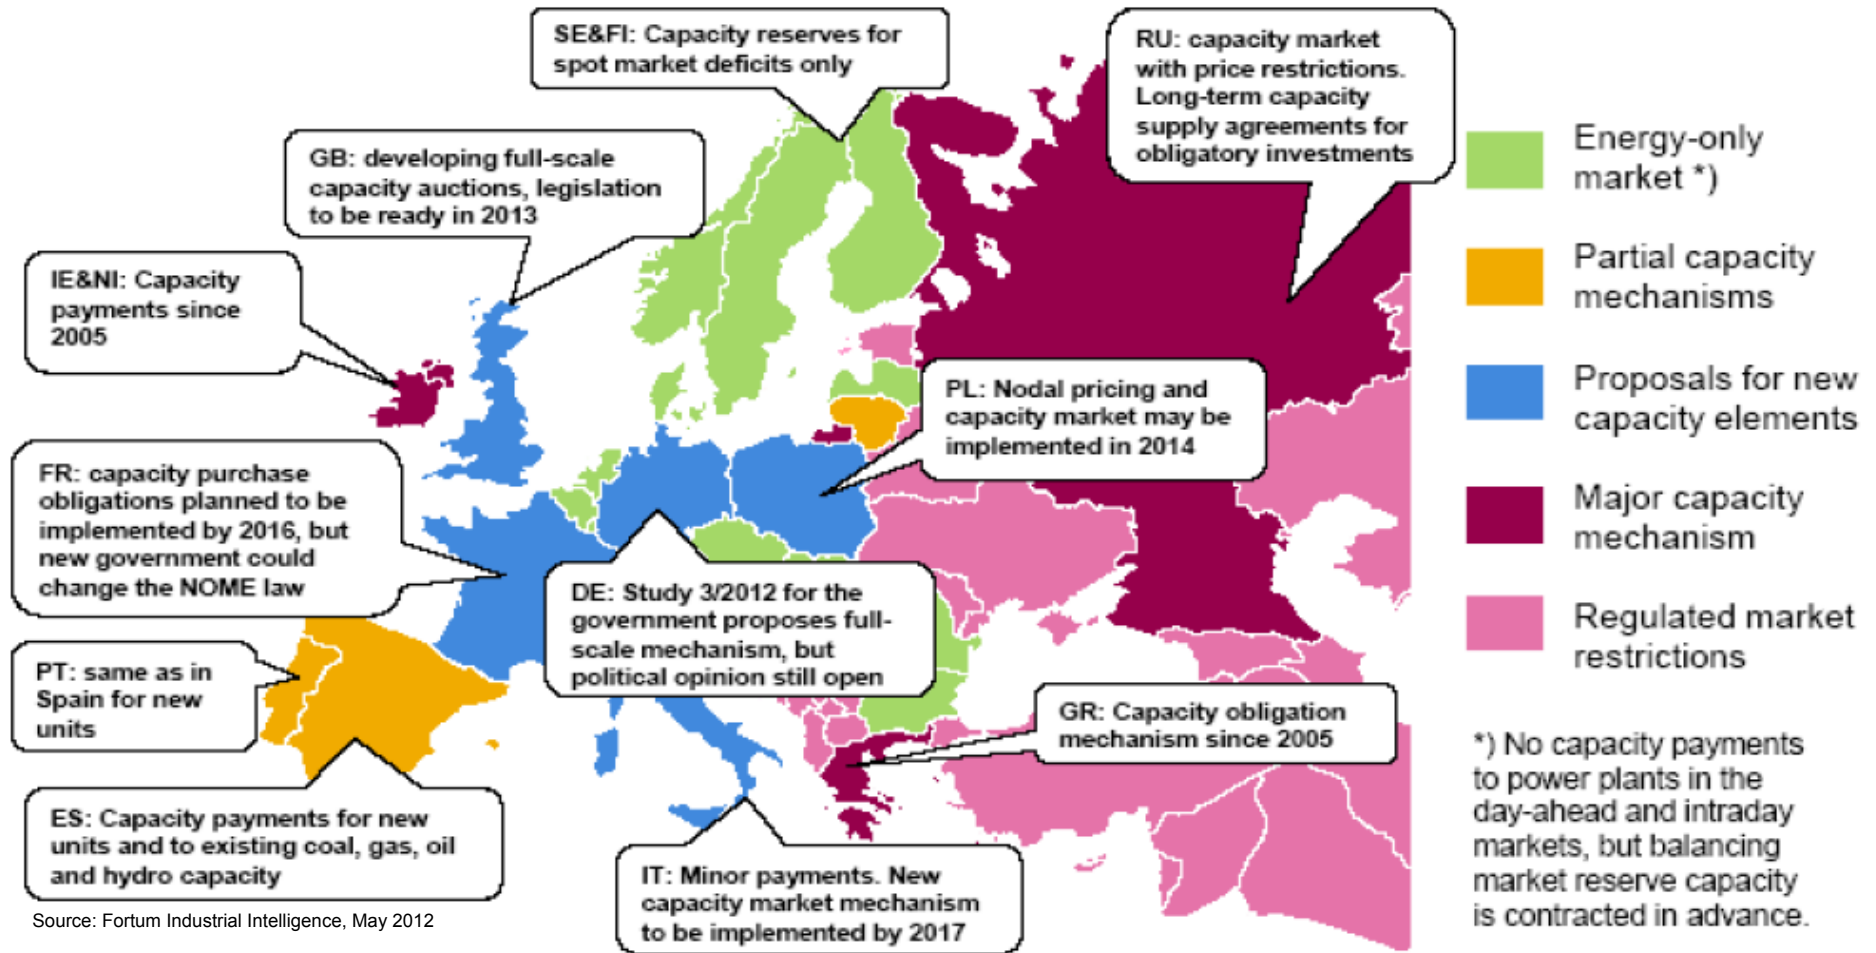 SE&FI: Capacity reserves for
spot market deficits only
RU: capacity market
with price restrictions.
Long-term capacity
supply agreements for
obligatory investments
GB: developing full-scale
capacity auctions, legislation
to be ready in 2013
IE&NI: Capacity
payments since
2005
PL: Nodal pricing and
capacity market may be
implemented in 2014
FR: capacity purchase
obligations planned to be
implemented by 2016, but
new government could
change the NOME law
DE: Study 3/2012 for the
government proposes full-
scale mechanism, but
political opinion still open
PT: same as in
Spain for new
units
GR: Capacity obligation
mechanism since 2005
ES: Capacity payments for new
units and to existing coal, gas, oil
and hydro capacity
IT: Minor payments. New
capacity market mechanism
to be implemented by 2017
Source: Fortum Industrial Intelligence, May 2012
Energy-only
market *)
Partial capacity
mechanisms
Proposals for new
capacity elements
Major capacity
mechanism
Regulated market
restrictions
*) No capacity payments
to power plants in the
day-ahead and intraday
markets, but balancing
market reserve capacity
is contracted in advance.